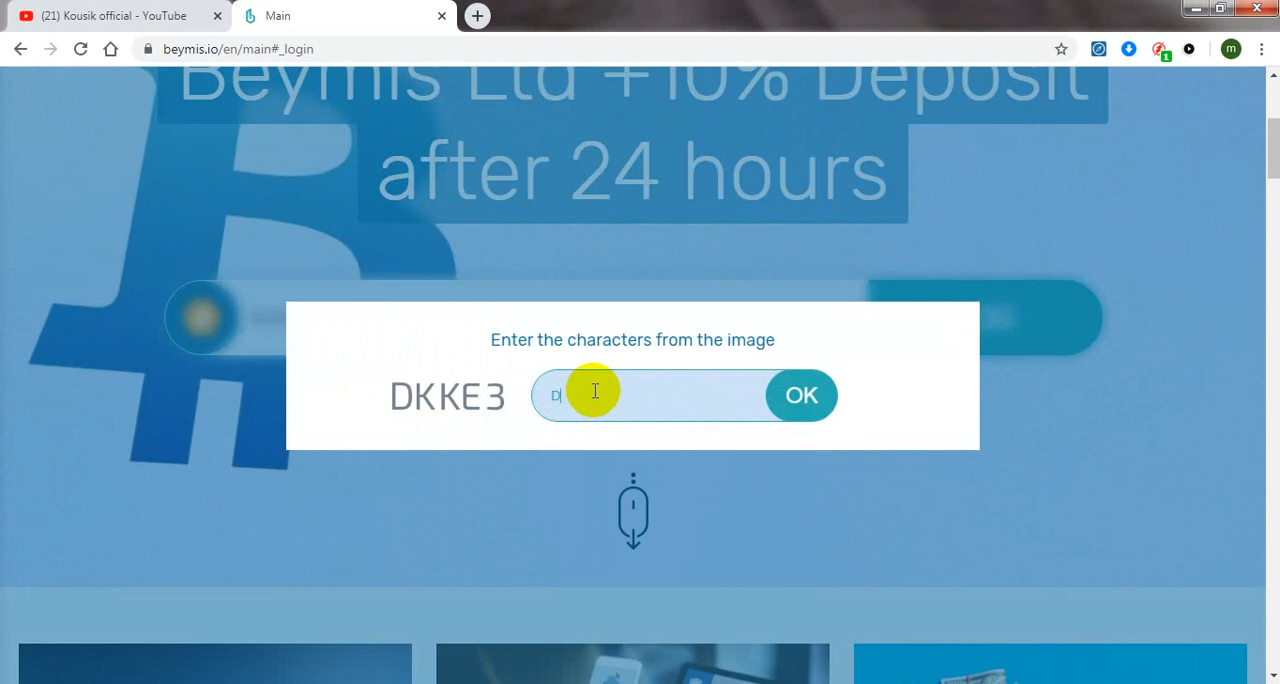 (21) Kousik official - YouTube
Main
beymis.io/en/main#_login
m
1
Beymis Ltd +10% Deposit
after 24 hours
Enter the characters from the image
DKKE3
D
OK